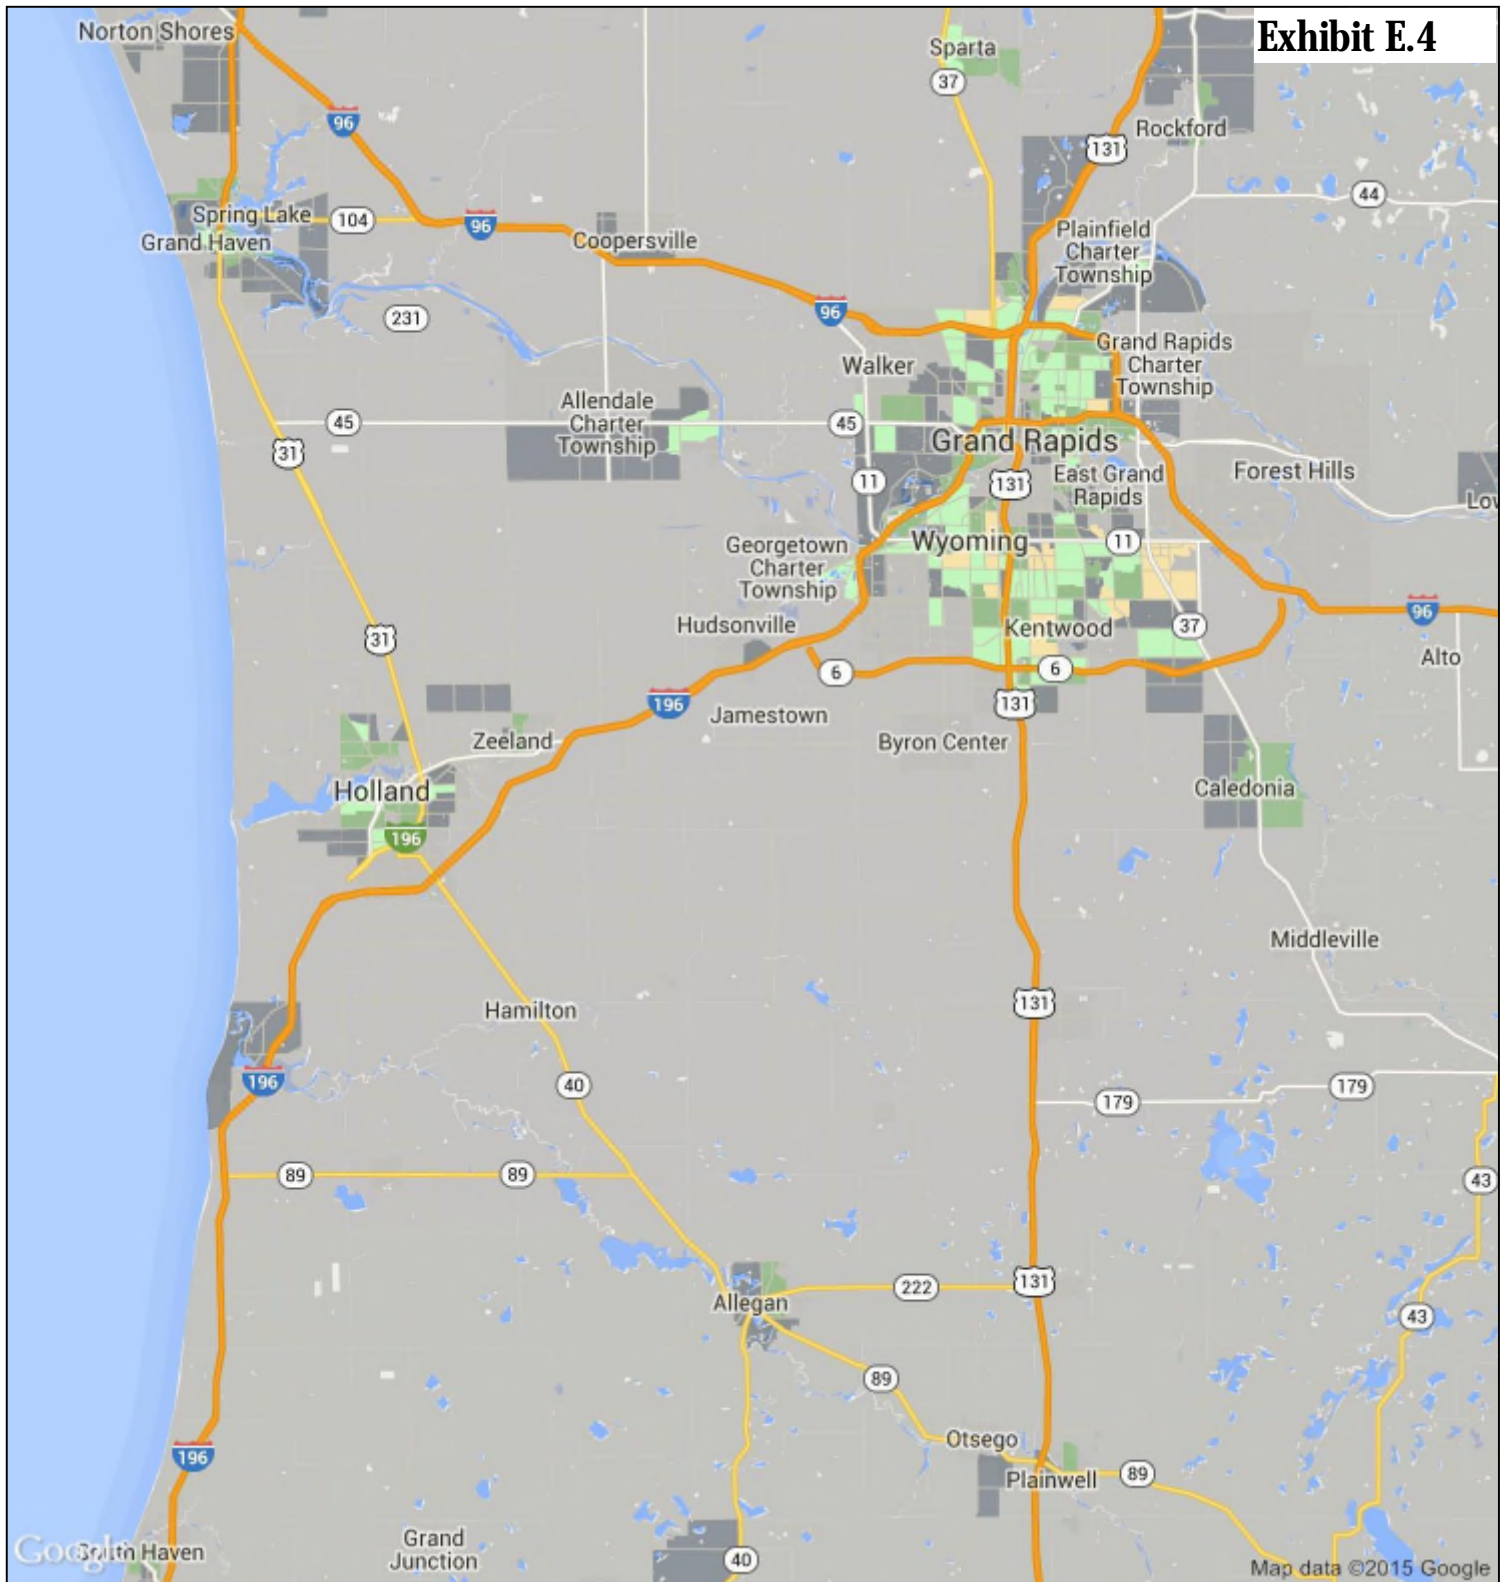 Exhibit E.4
Norton Shores
Sparta
37
96
131
Rockford
44
Spring Lake
104
96
Grand Haven
Coopersville
Plainfield
Charter
Township
231
96
Walker
Grand Rapids
Charter
Township
Allendale
Charter
Township
45
45
31
Grand Rapids
11
131
East Grand
Rapids
Forest Hills
Georgetown
Charter
Township
Wyoming
11
Hudsonville
Kentwood
37
96
31
Alto
6
6
196
131
Jamestown
Zeeland
Byron Center
Holland
Caledonia
196
Middleville
Hamilton
131
196
40
179
179
89
89
43
222
131
Allegan
43
89
Otsego
Plainwell
89
196
Google
South Haven
Grand
Junction
40
Map data ©2015 Google